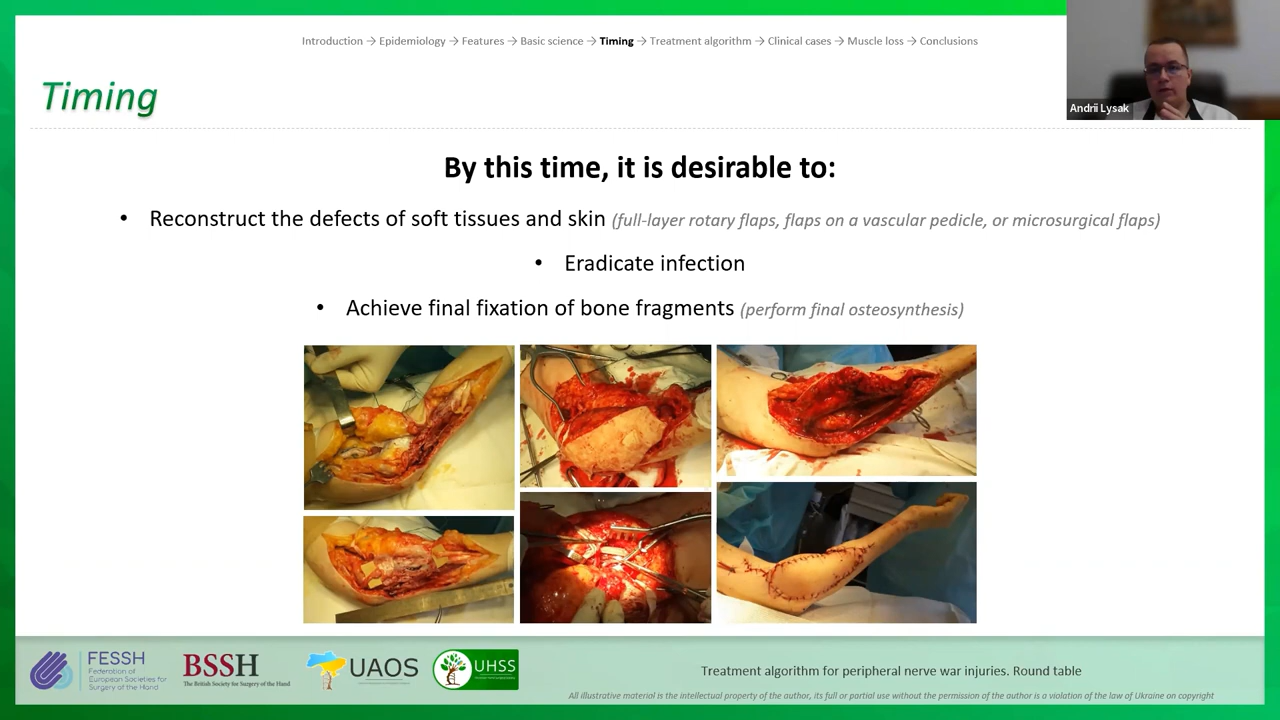 Introduction → Epidemiology → Features → Basic science → Timing → Treatment algorithm → Clinical cases → Muscle loss → Conclusions
Andrii Lysak
Timing
By this time, it is desirable to:
• Reconstruct the defects of soft tissues and skin (full-layer rotary flaps, flaps on a vascular pedicle, or microsurgical flaps)
• Eradicate infection
• Achieve final fixation of bone fragments (perform final osteosynthesis)
FESSH
Federation of
European Societies for
Surgery of the Hand
BSSH
The British Society for Surgery of the Hand
UAOS
UHSS
Treatment algorithm for peripheral nerve war injuries. Round table
All illustrative material is the intellectual property of the author, its full or partial use without the permission of the author is a violation of the law of Ukraine on copyright